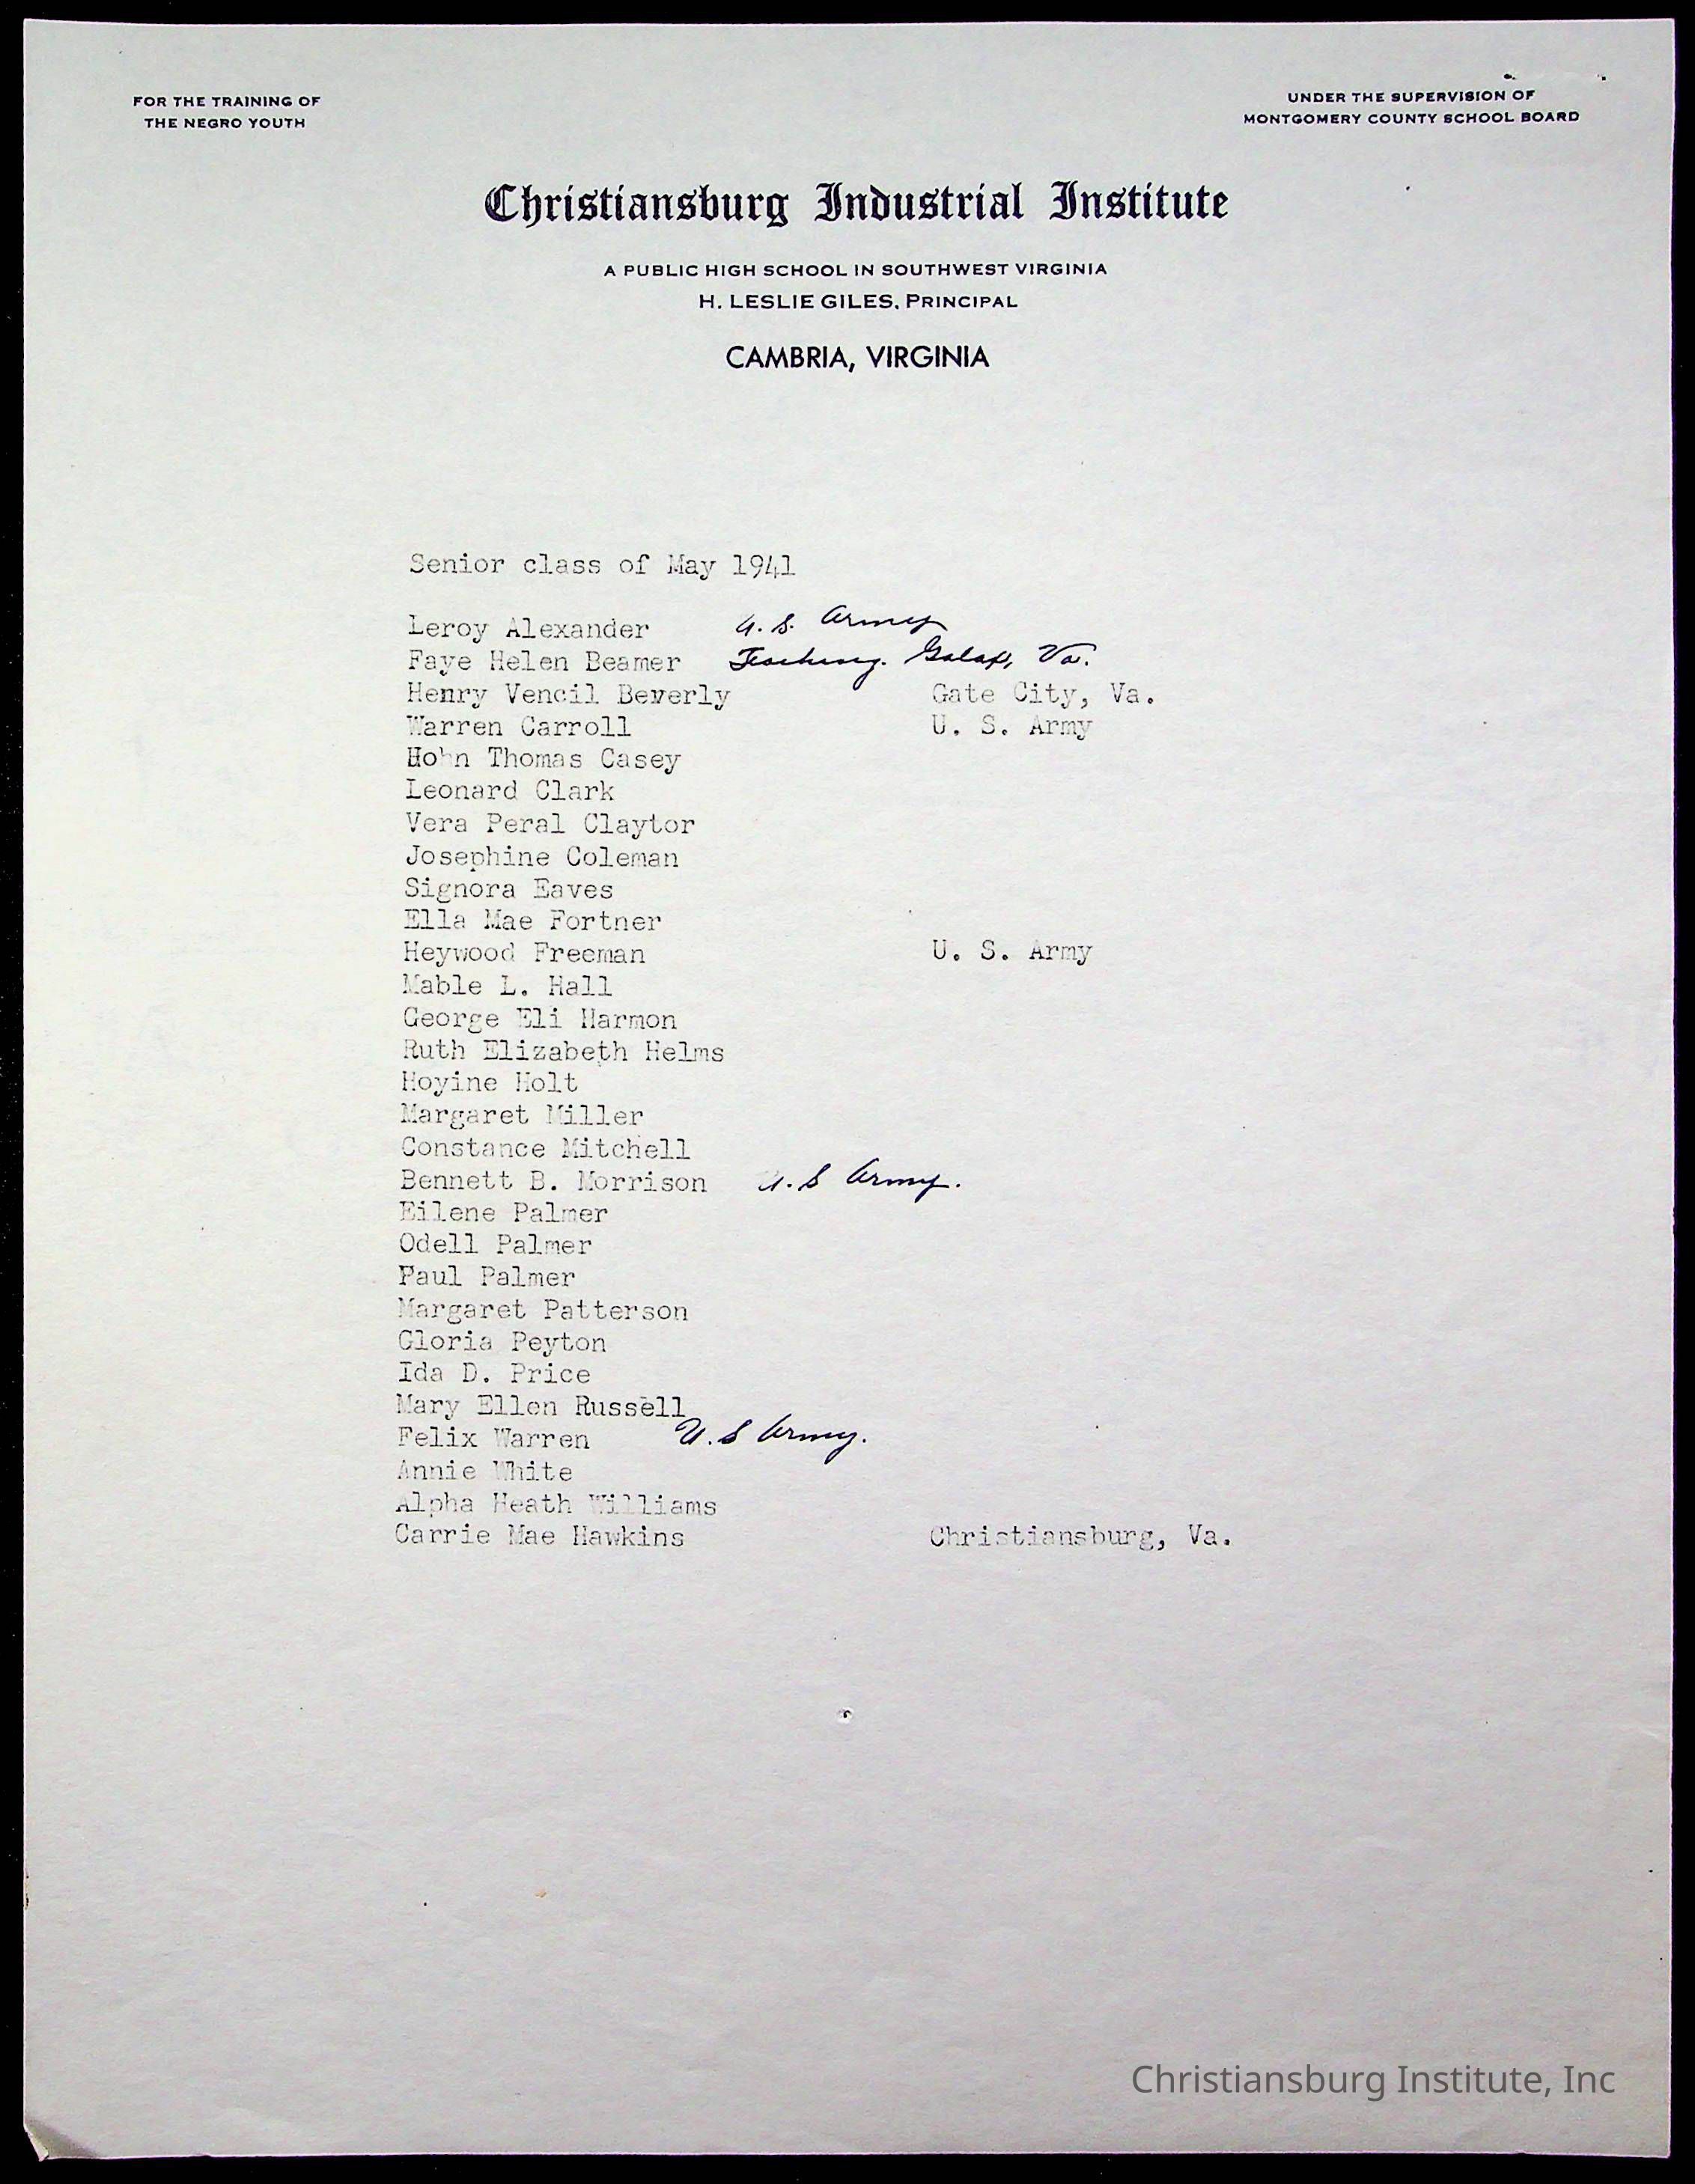 FOR THE TRAINING OF
THE NEGRO YOUTH
UNDER THE SUPERVISION OF
MONTGOMERY COUNTY SCHOOL BOARD
Christiansburg Industrial Institute
A PUBLIC HIGH SCHOOL IN SOUTHWEST VIRGINIA
H. LESLIE GILES, PRINCIPAL
CAMBRIA, VIRGINIA
Senior class of May 1941
Leroy Alexander U. S. Army
Faye Helen Beamer Teaching. Galax, Va.
Henry Vencil Beverly Gate City, Va.
Warren Carroll U. S. Army
Hohn Thomas Casey
Leonard Clark
Vera Peral Claytor
Josephine Coleman
Signora Eaves
Ella Mae Fortner
Heywood Freeman U. S. Army
Mable L. Hall
George Eli Harmon
Ruth Elizabeth Helms
Hoyine Holt
Margaret Miller
Constance Mitchell
Bennett B. Morrison U. S Army.
Eilene Palmer
Odell Palmer
Paul Palmer
Margaret Patterson
Gloria Peyton
Ida D. Price
Mary Ellen Russell
Felix Warren U. S Army.
Annie White
Alpha Heath Williams
Carrie Mae Hawkins Christiansburg, Va.
Christiansburg Institute, Inc